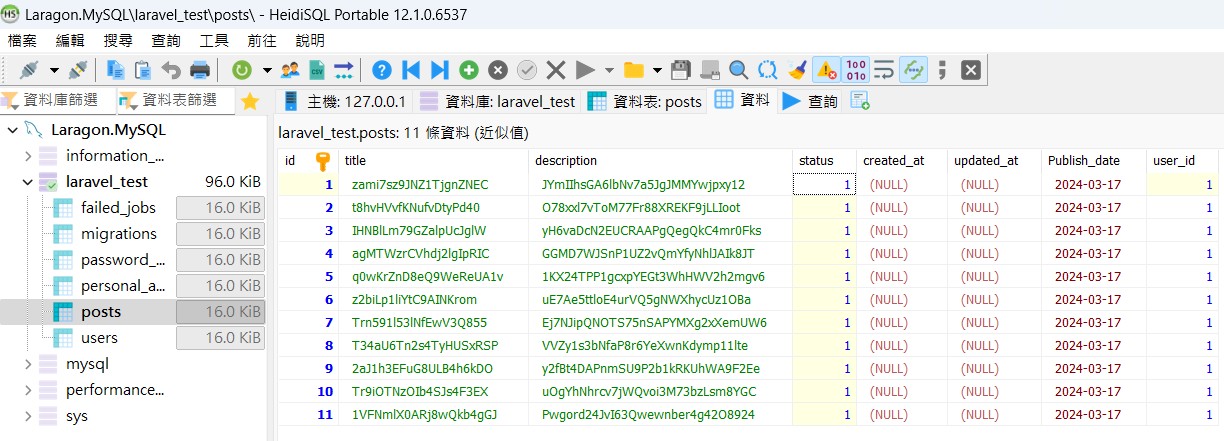 Laragon.MySQL\laravel_test\posts\ - HeidiSQL Portable 12.1.0.6537
檔案 編輯 搜尋 查詢 工具 前往 說明
資料庫篩選 資料表篩選 主機: 127.0.0.1 資料庫: laravel_test 資料表: posts 資料 查詢
Laragon.MySQL
information_...
laravel_test 96.0 KiB
failed_jobs 16.0 KiB
migrations 16.0 KiB
password_... 16.0 KiB
personal_a... 16.0 KiB
posts 16.0 KiB
users 16.0 KiB
mysql
performance...
sys
laravel_test.posts: 11 條資料 (近似值)
id title description status created_at updated_at Publish_date user_id
1 zami7sz9JNZ1TjgnZNEC JYmIIhsGA6lbNv7a5JgJMMYwjpxy12 1 (NULL) (NULL) 2024-03-17 1
2 t8hvHVvfKNufvDtyPd40 O78xxl7vToM77Fr88XREKF9jLLIoot 1 (NULL) (NULL) 2024-03-17 1
3 IHNBlLm79GZalpUcJglW yH6vaDcN2EUCRAAPgQegQkC4mr0Fks 1 (NULL) (NULL) 2024-03-17 1
4 agMTWzrCVhdj2lgIpRIC GGMD7WJSnP1UZ2vQmYfyNhlJAIk8JT 1 (NULL) (NULL) 2024-03-17 1
5 q0wKrZnD8eQ9WeReUA1v 1KX24TPP1gcxpYEGt3WhHWV2h2mgv6 1 (NULL) (NULL) 2024-03-17 1
6 z2biLp1liYtC9AINKrom uE7Ae5ttloE4urVQ5gNWXhycUz1OBa 1 (NULL) (NULL) 2024-03-17 1
7 Trn591l53lNfEwV3Q855 Ej7NJipQNOTS75nSAPYMXg2xXemUW6 1 (NULL) (NULL) 2024-03-17 1
8 T34aU6Tn2s4TyHUSxRSP VVZy1s3bNfaP8r6YeXwnKdymp11lte 1 (NULL) (NULL) 2024-03-17 1
9 2aJ1h3EFuG8ULB4h6kDO y2fBt4DAPnmSU9P2b1kRKUhWA9F2Ee 1 (NULL) (NULL) 2024-03-17 1
10 Tr9iOTNzOIb4SJs4F3EX uOgYhNhrcv7jWQvoi3M73bzLsm8YGC 1 (NULL) (NULL) 2024-03-17 1
11 1VFNmlX0ARj8wQkb4gGJ Pwgord24JvI63Qwewnber4g42O8924 1 (NULL) (NULL) 2024-03-17 1